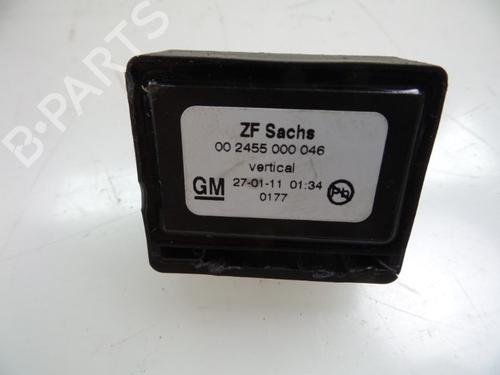 B-PARTS
ZF Sachs
00 2455 000 046
vertical
GM 27-01-11 01:34 Pb
0177